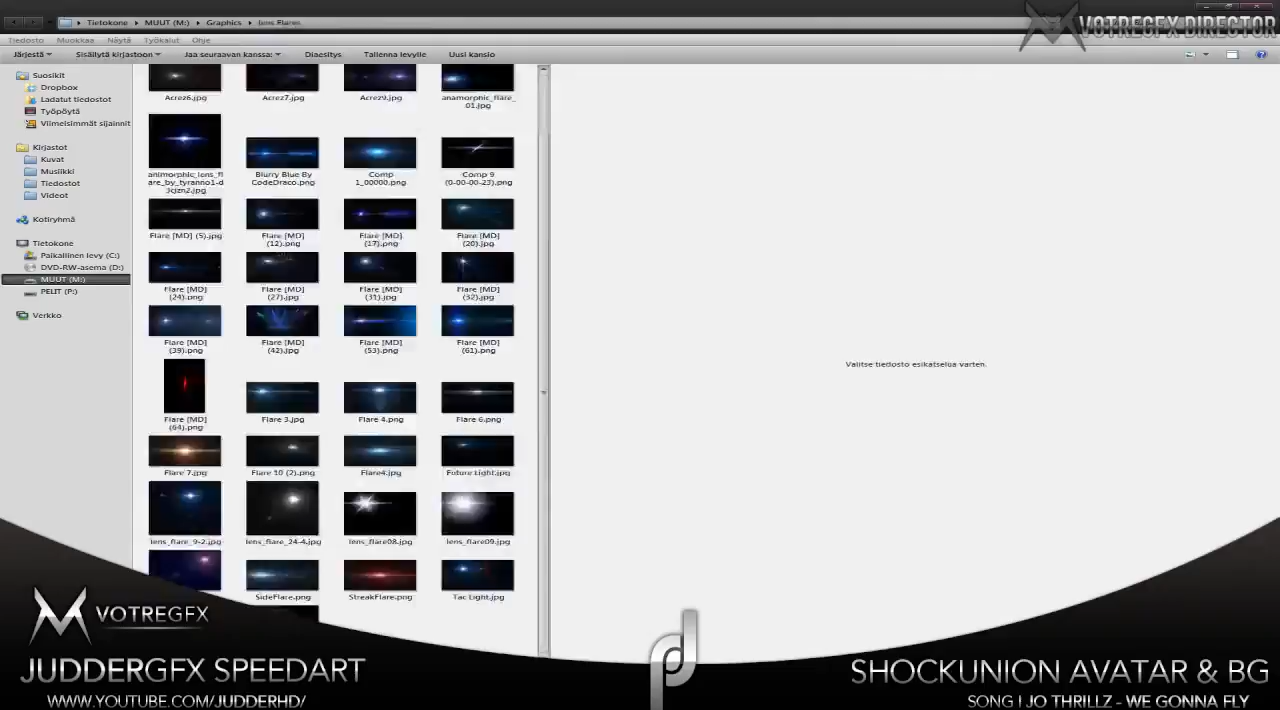 Tietokone ▸ MUUT (M:) ▸ Graphics ▸ Lens Flares
VOTREGFX DIRECTOR
Tiedosto Muokkaa Näytä Työkalut Ohje
Järjestä Sisällytä kirjastoon Jaa seuraavan kanssa: Diaesitys Tallenna levylle Uusi kansio
Suosikit
Dropbox
Ladatut tiedostot
Työpöytä
Viimeisimmät sijainnit
Kirjastot
Kuvat
Musiikki
Tiedostot
Videot
Kotiryhmä
Tietokone
Paikallinen levy (C:)
DVD-RW-asema (D:)
MUUT (M:)
PELIT (P:)
Verkko
Acrez6.jpg Acrez7.jpg Acrez9.jpg anamorphic_flare_
01.jpg
animorphic_lens_fl
are_by_tyranno1-d
3cjzn2.jpg
Blurry Blue By
CodeDraco.png
Comp
1_00000.png
Comp 9
(0-00-00-23).png
Flare [MD] (5).jpg
Flare [MD]
(12).png
Flare [MD]
(17).png
Flare [MD]
(20).jpg
Flare [MD]
(24).png
Flare [MD]
(27).jpg
Flare [MD]
(31).jpg
Flare [MD]
(32).jpg
Flare [MD]
(39).png
Flare [MD]
(42).jpg
Flare [MD]
(53).png
Flare [MD]
(61).png
Flare [MD]
(64).png
Flare 3.jpg Flare 4.png Flare 6.png
Flare 7.jpg Flare 10 (2).png Flare4.jpg Future Light.jpg
lens_flare_9-2.jpg lens_flare_24-4.jpg lens_flare08.jpg lens_flare09.jpg
SideFlare.png StreakFlare.png Tac Light.jpg
Valitse tiedosto esikatselua varten.
VOTREGFX
JUDDERGFX SPEEDART
WWW.YOUTUBE.COM/JUDDERHD/
SHOCKUNION AVATAR & BG
SONG | JO THRILLZ - WE GONNA FLY